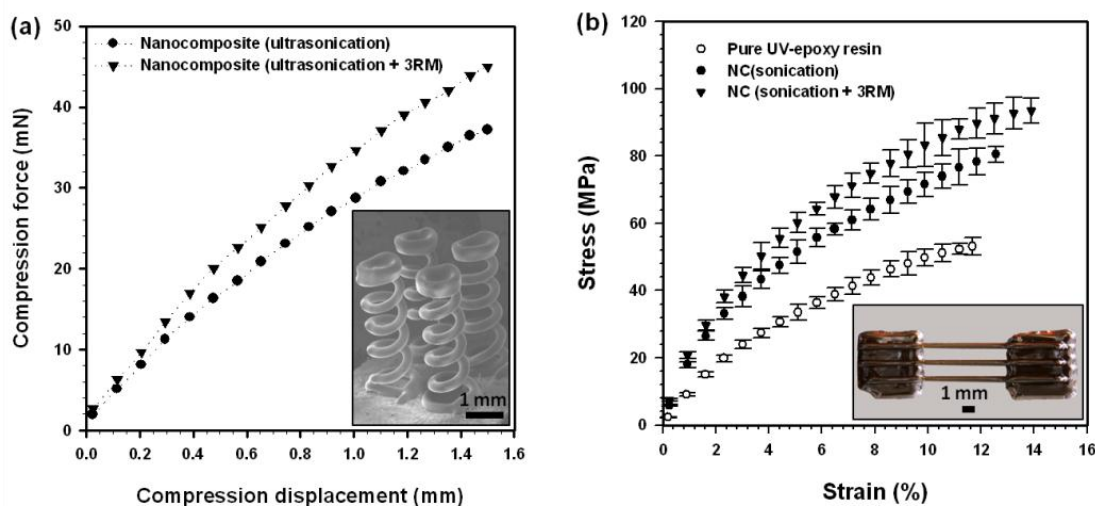 (a)
50
40
30
20
10
0
Compression force (mN)
Nanocomposite (ultrasonication)
Nanocomposite (ultrasonication + 3RM)
1 mm
0.0 0.2 0.4 0.6 0.8 1.0 1.2 1.4 1.6
Compression displacement (mm)
(b)
120
100
80
60
40
20
0
Stress (MPa)
Pure UV-epoxy resin
NC(sonication)
NC (sonication + 3RM)
1 mm
0 2 4 6 8 10 12 14 16
Strain (%)